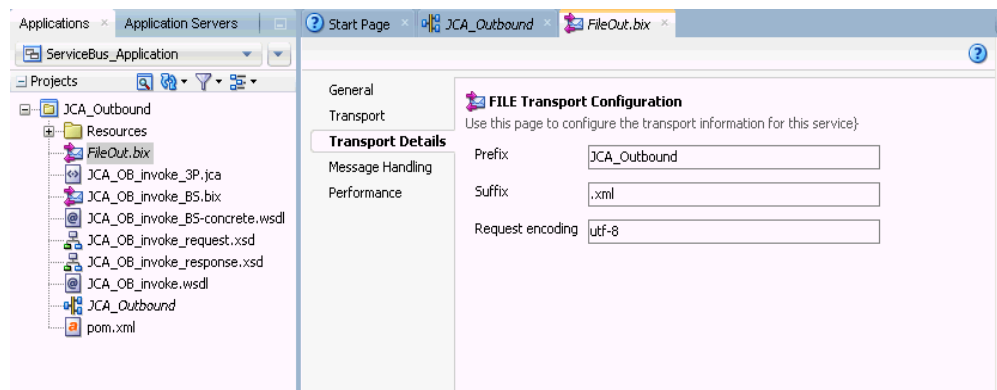 Applications
Application Servers
ServiceBus_Application
Projects
JCA_Outbound
Resources
FileOut.bix
JCA_OB_invoke_3P.jca
JCA_OB_invoke_BS.bix
JCA_OB_invoke_BS-concrete.wsdl
JCA_OB_invoke_request.xsd
JCA_OB_invoke_response.xsd
JCA_OB_invoke.wsdl
JCA_Outbound
pom.xml
Start Page
JCA_Outbound
FileOut.bix
General
Transport
Transport Details
Message Handling
Performance
FILE Transport Configuration
Use this page to configure the transport information for this service}
Prefix JCA_Outbound
Suffix .xml
Request encoding utf-8